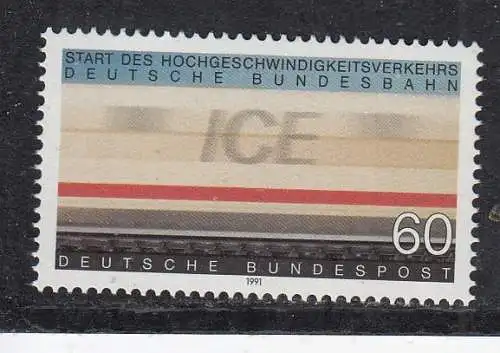 START DES HOCHGESCHWINDIGKEITSVERKEHRS
DEUTSCHE BUNDESBAHN
ICE
60
DEUTSCHE BUNDESPOST
1991